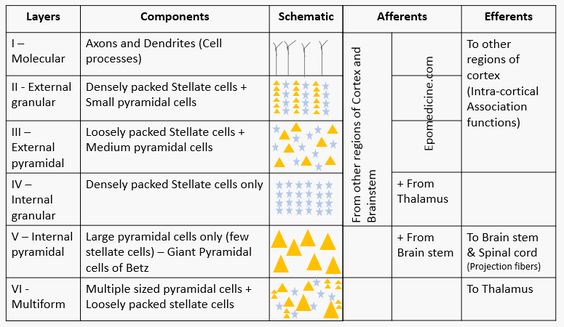 Layers Components Schematic Afferents Efferents
I –
Molecular
Axons and Dendrites (Cell
processes)
From other regions of Cortex and
Brainstem
Epomedicine.com
To other
regions of
cortex
(Intra-cortical
Association
functions)
II - External
granular
Densely packed Stellate cells +
Small pyramidal cells
III –
External
pyramidal
Loosely packed Stellate cells +
Medium pyramidal cells
IV –
Internal
granular
Densely packed Stellate cells only
+ From
Thalamus
V – Internal
pyramidal
Large pyramidal cells only (few
stellate cells) – Giant Pyramidal
cells of Betz
+ From
Brain stem
To Brain stem
& Spinal cord
(Projection fibers)
VI -
Multiform
Multiple sized pyramidal cells +
Loosely packed stellate cells
To Thalamus